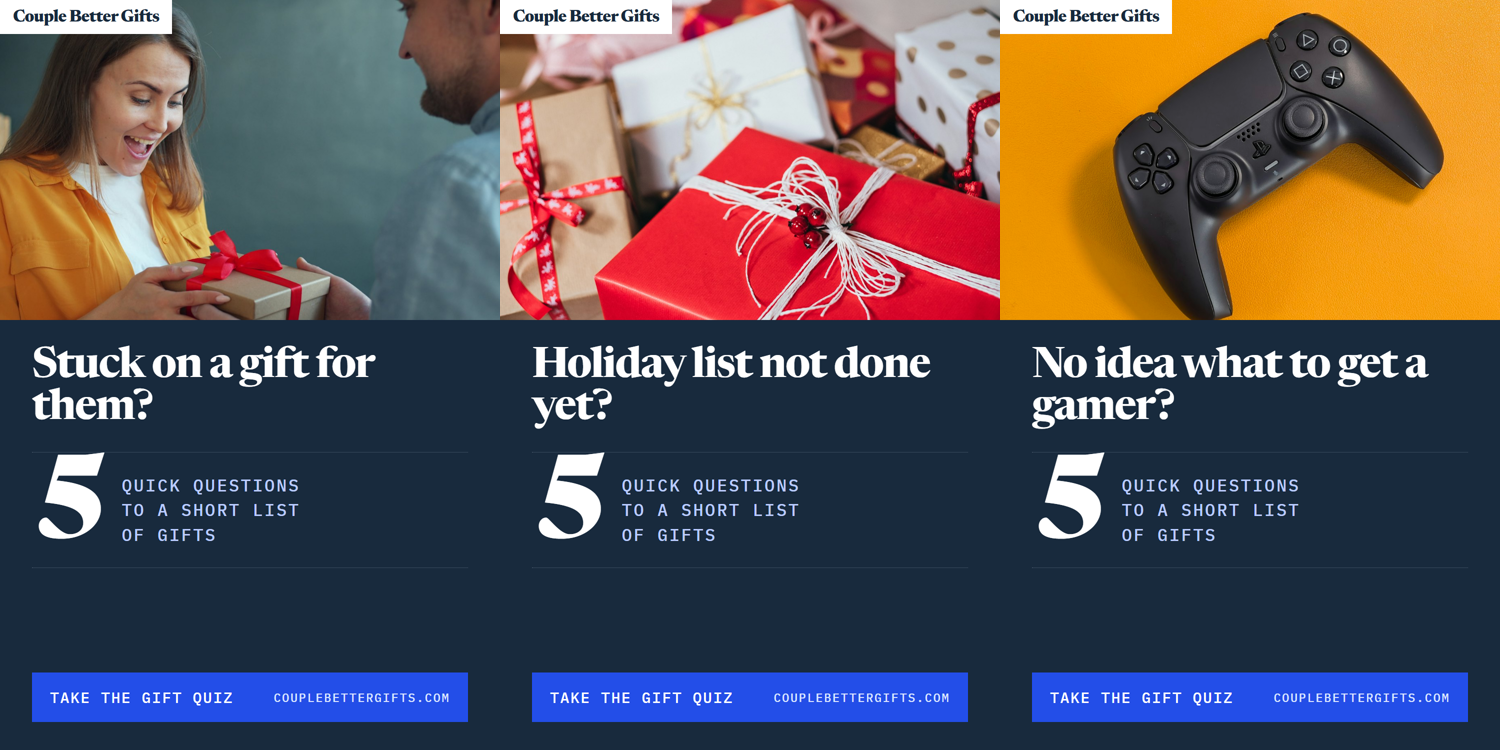 Couple Better Gifts
Stuck on a gift for
them?
5
QUICK QUESTIONS
TO A SHORT LIST
OF GIFTS
TAKE THE GIFT QUIZ
COUPLEBETTERGIFTS.COM
Couple Better Gifts
Holiday list not done
yet?
5
QUICK QUESTIONS
TO A SHORT LIST
OF GIFTS
TAKE THE GIFT QUIZ
COUPLEBETTERGIFTS.COM
Couple Better Gifts
No idea what to get a
gamer?
5
QUICK QUESTIONS
TO A SHORT LIST
OF GIFTS
TAKE THE GIFT QUIZ
COUPLEBETTERGIFTS.COM